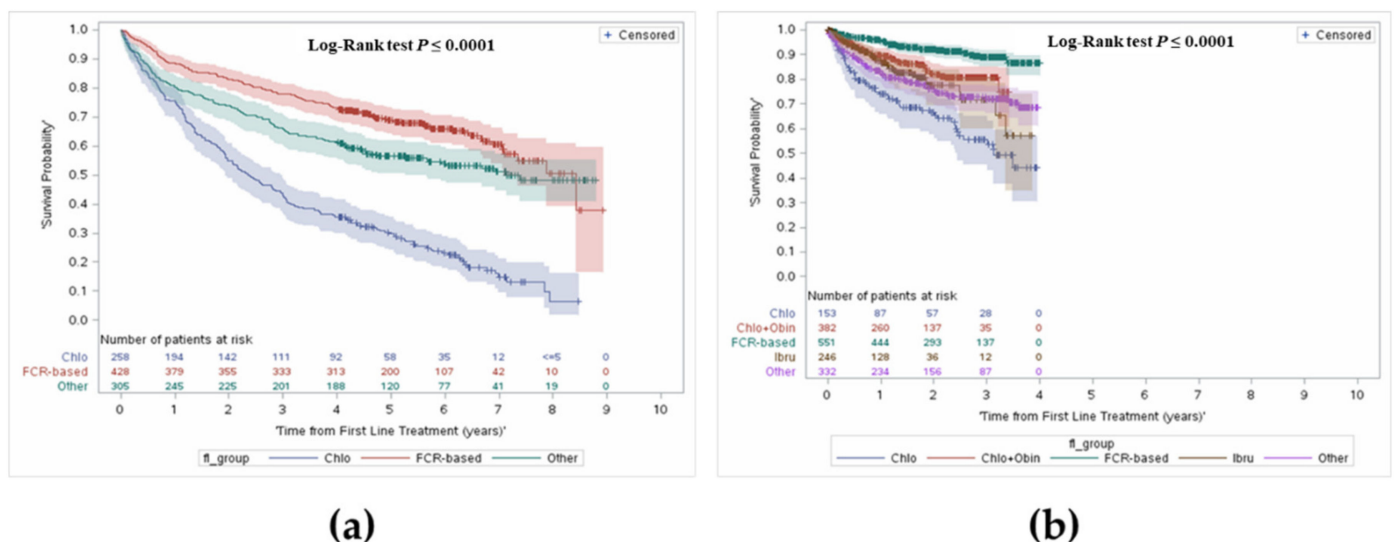 Log-Rank test P ≤ 0.0001
+ Censored
1.0
0.9
0.8
0.7
0.6
0.5
0.4
0.3
0.2
0.1
0.0
'Survival Probability'
Number of patients at risk
Chlo 258 194 142 111 92 58 35 12 <=5 0
FCR-based 428 379 355 333 313 200 107 42 10 0
Other 305 245 225 201 188 120 77 41 19 0
0 1 2 3 4 5 6 7 8 9 10
'Time from First Line Treatment (years)'
fl_group Chlo FCR-based Other
(a)
Log-Rank test P ≤ 0.0001
+ Censored
1.0
0.9
0.8
0.7
0.6
0.5
0.4
0.3
0.2
0.1
0.0
'Survival Probability'
Number of patients at risk
Chlo 153 87 57 28 0
Chlo+Obin 382 260 137 35 0
FCR-based 551 444 293 137 0
Ibru 246 128 36 12 0
Other 332 234 156 87 0
0 1 2 3 4 5 6 7 8 9 10
'Time from First Line Treatment (years)'
fl_group
Chlo Chlo+Obin FCR-based Ibru Other
(b)